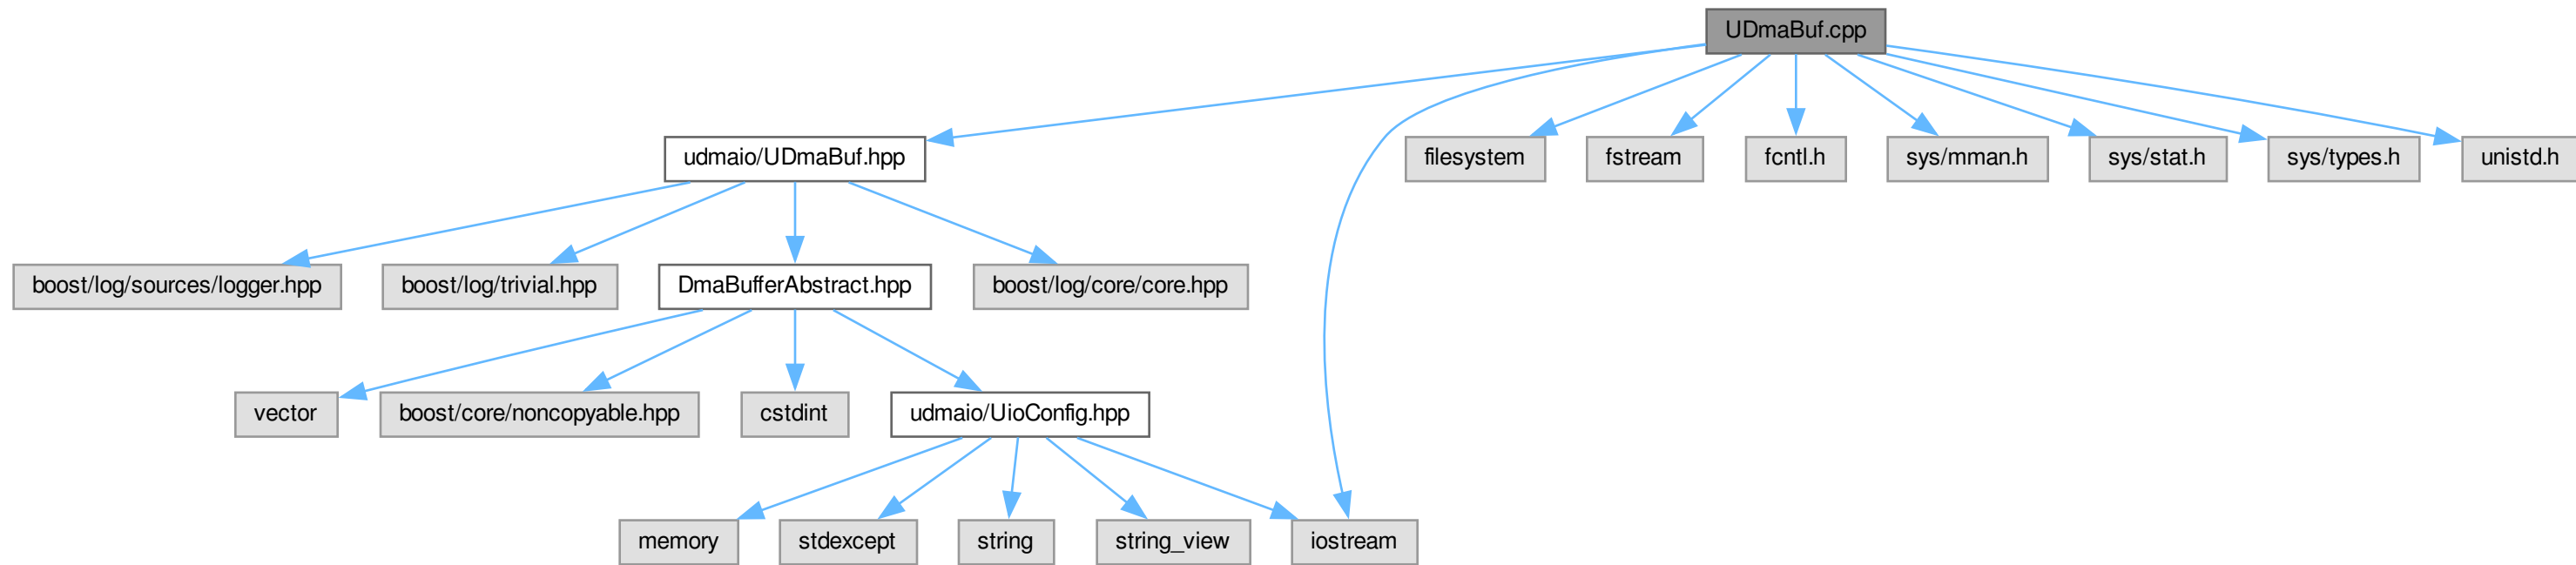 UDmaBuf.cpp
udmaio/UDmaBuf.hpp
filesystem
fstream
fcntl.h
sys/mman.h
sys/stat.h
sys/types.h
unistd.h
boost/log/sources/logger.hpp
boost/log/trivial.hpp
DmaBufferAbstract.hpp
boost/log/core/core.hpp
vector
boost/core/noncopyable.hpp
cstdint
udmaio/UioConfig.hpp
memory
stdexcept
string
string_view
iostream